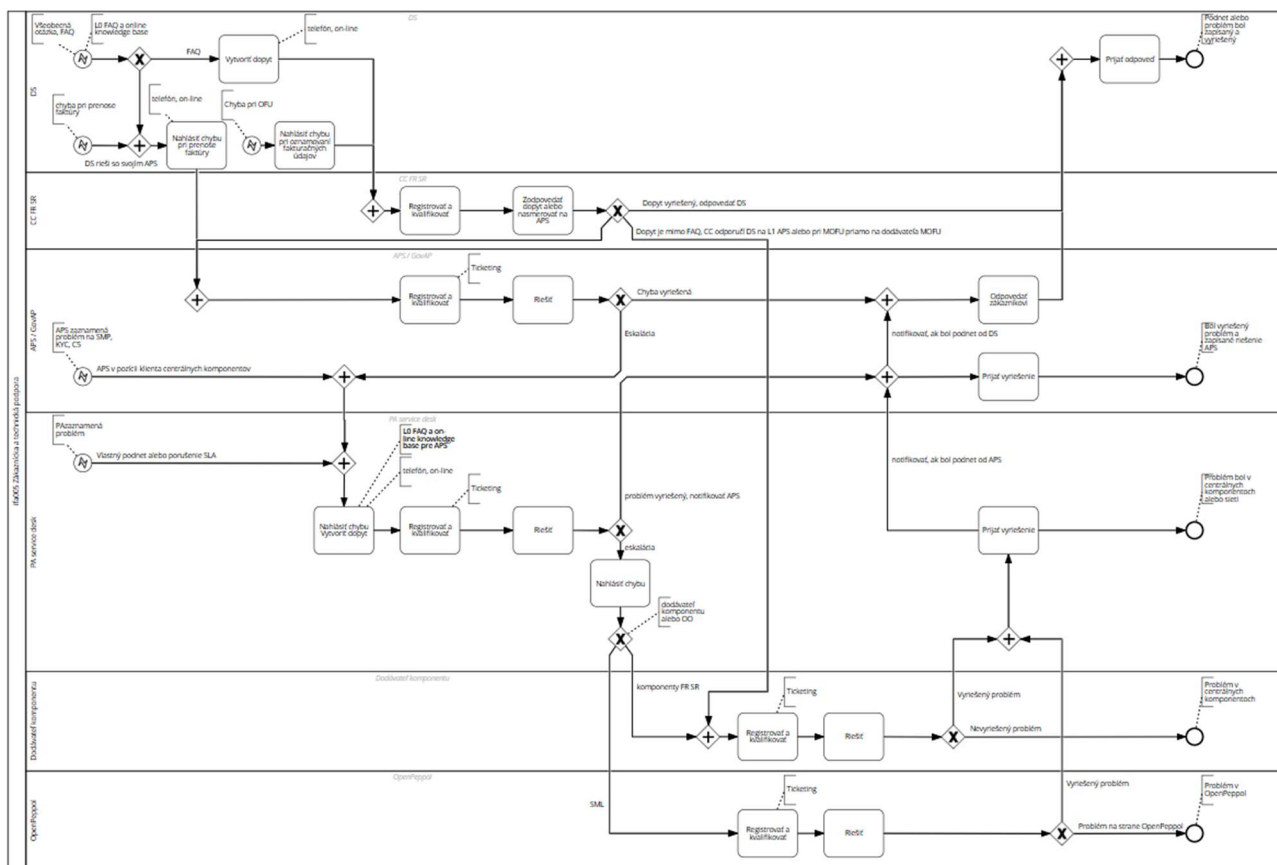 ifa005 Zákaznícka a technická podpora
DS
DS
Všeobecná
otázka, FAQ
L0 FAQ a online
knowledge base
FAQ
Vytvoriť dopyt
telefón, on-line
Podnet alebo
problém bol
zapísaný a
vyriešený
Prijať odpoveď
chyba pri prenose
faktúry
telefón, on-line
Nahlásiť chybu
pri prenose
faktúry
DS rieši so svojím APS
Chyba pri OFU
Nahlásiť chybu
pri oznamovaní
fakturačných
údajov
CC FR SR
CC FR SR
Registrovať a
kvalifikovať
Zodpovedať
dopyt alebo
nasmerovať na
APS
Dopyt vyriešený, odpovedať DS
Dopyt je mimo FAQ, CC odporučí DS na L1 APS alebo pri MOFU priamo na dodávateľa MOFU
APS / GovAP
APS / GovAP
Registrovať a
kvalifikovať
Ticketing
Riešiť
Chyba vyriešená
Eskalácia
Odpovedať
zákazníkovi
notifikovať, ak bol podnet od DS
APS zaznamená
problém na SMP,
KYC, CS
APS v pozícii klienta centrálnych komponentov
Prijať vyriešenie
Bol vyriešený
problém a
zapísané riešenie
APS
PA service desk
PA service desk
PAzaznamená
problém
Vlastný podnet alebo porušenie SLA
L0 FAQ a on-
line knowledge
base pre APS
telefón, on-line
Ticketing
Nahlásiť chybu
Vytvoriť dopyt
Registrovať a
kvalifikovať
Riešiť
problém vyriešený, notifikovať APS
eskalácia
notifikovať, ak bol podnet od APS
Prijať vyriešenie
Problém bol v
centrálnych
komponentoch
alebo sieti
Nahlásiť chybu
dodávateľ
komponentu
alebo OO
Dodávateľ komponentu
Dodávateľ komponentu
komponenty FR SR
Ticketing
Registrovať a
kvalifikovať
Riešiť
Vyriešený problém
Nevyriešený problém
Problém v
centrálnych
komponentoch
OpenPeppol
OpenPeppol
SML
Ticketing
Registrovať a
kvalifikovať
Riešiť
Vyriešený problém
Problém na strane OpenPeppol
Problém v
OpenPeppol